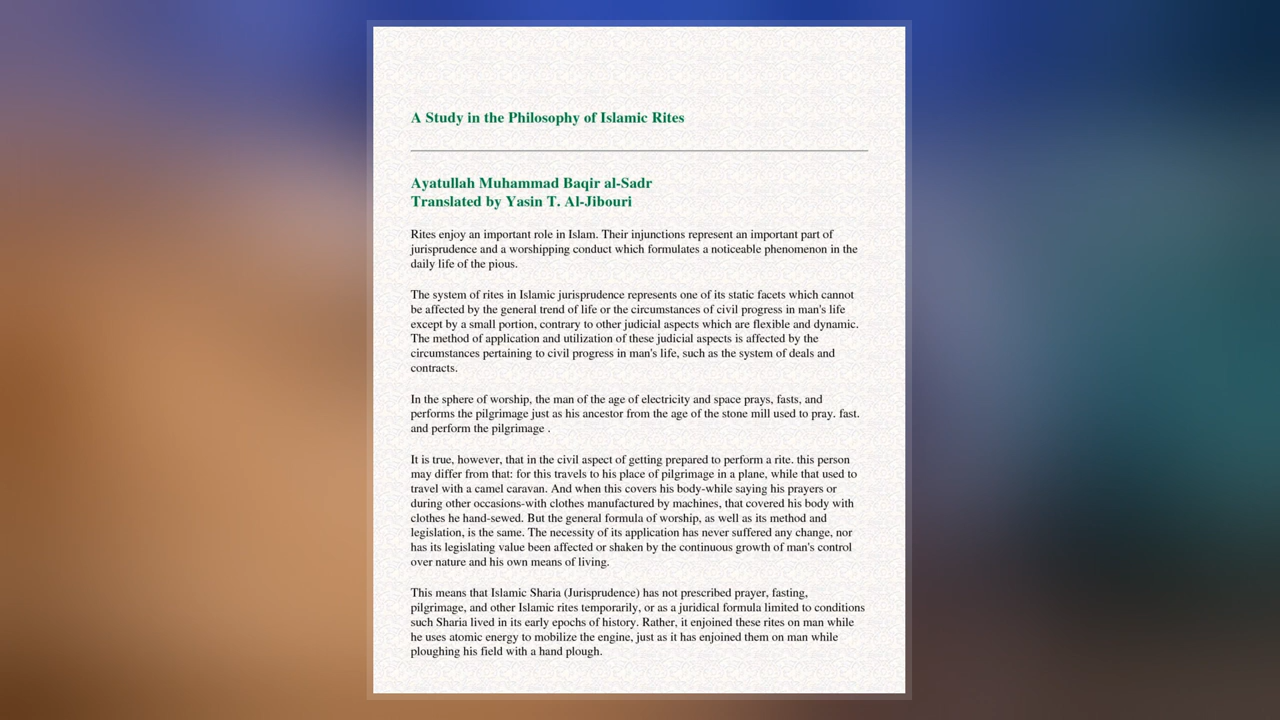 A Study in the Philosophy of Islamic Rites
Ayatullah Muhammad Baqir al-Sadr
Translated by Yasin T. Al-Jibouri
Rites enjoy an important role in Islam. Their injunctions represent an important part of
jurisprudence and a worshipping conduct which formulates a noticeable phenomenon in the
daily life of the pious.
The system of rites in Islamic jurisprudence represents one of its static facets which cannot
be affected by the general trend of life or the circumstances of civil progress in man's life
except by a small portion, contrary to other judicial aspects which are flexible and dynamic.
The method of application and utilization of these judicial aspects is affected by the
circumstances pertaining to civil progress in man's life, such as the system of deals and
contracts.
In the sphere of worship, the man of the age of electricity and space prays, fasts, and
performs the pilgrimage just as his ancestor from the age of the stone mill used to pray. fast.
and perform the pilgrimage .
It is true, however, that in the civil aspect of getting prepared to perform a rite. this person
may differ from that: for this travels to his place of pilgrimage in a plane, while that used to
travel with a camel caravan. And when this covers his body-while saying his prayers or
during other occasions-with clothes manufactured by machines, that covered his body with
clothes he hand-sewed. But the general formula of worship, as well as its method and
legislation, is the same. The necessity of its application has never suffered any change, nor
has its legislating value been affected or shaken by the continuous growth of man's control
over nature and his own means of living.
This means that Islamic Sharia (Jurisprudence) has not prescribed prayer, fasting,
pilgrimage, and other Islamic rites temporarily, or as a juridical formula limited to conditions
such Sharia lived in its early epochs of history. Rather, it enjoined these rites on man while
he uses atomic energy to mobilize the engine, just as it has enjoined them on man while
ploughing his field with a hand plough.